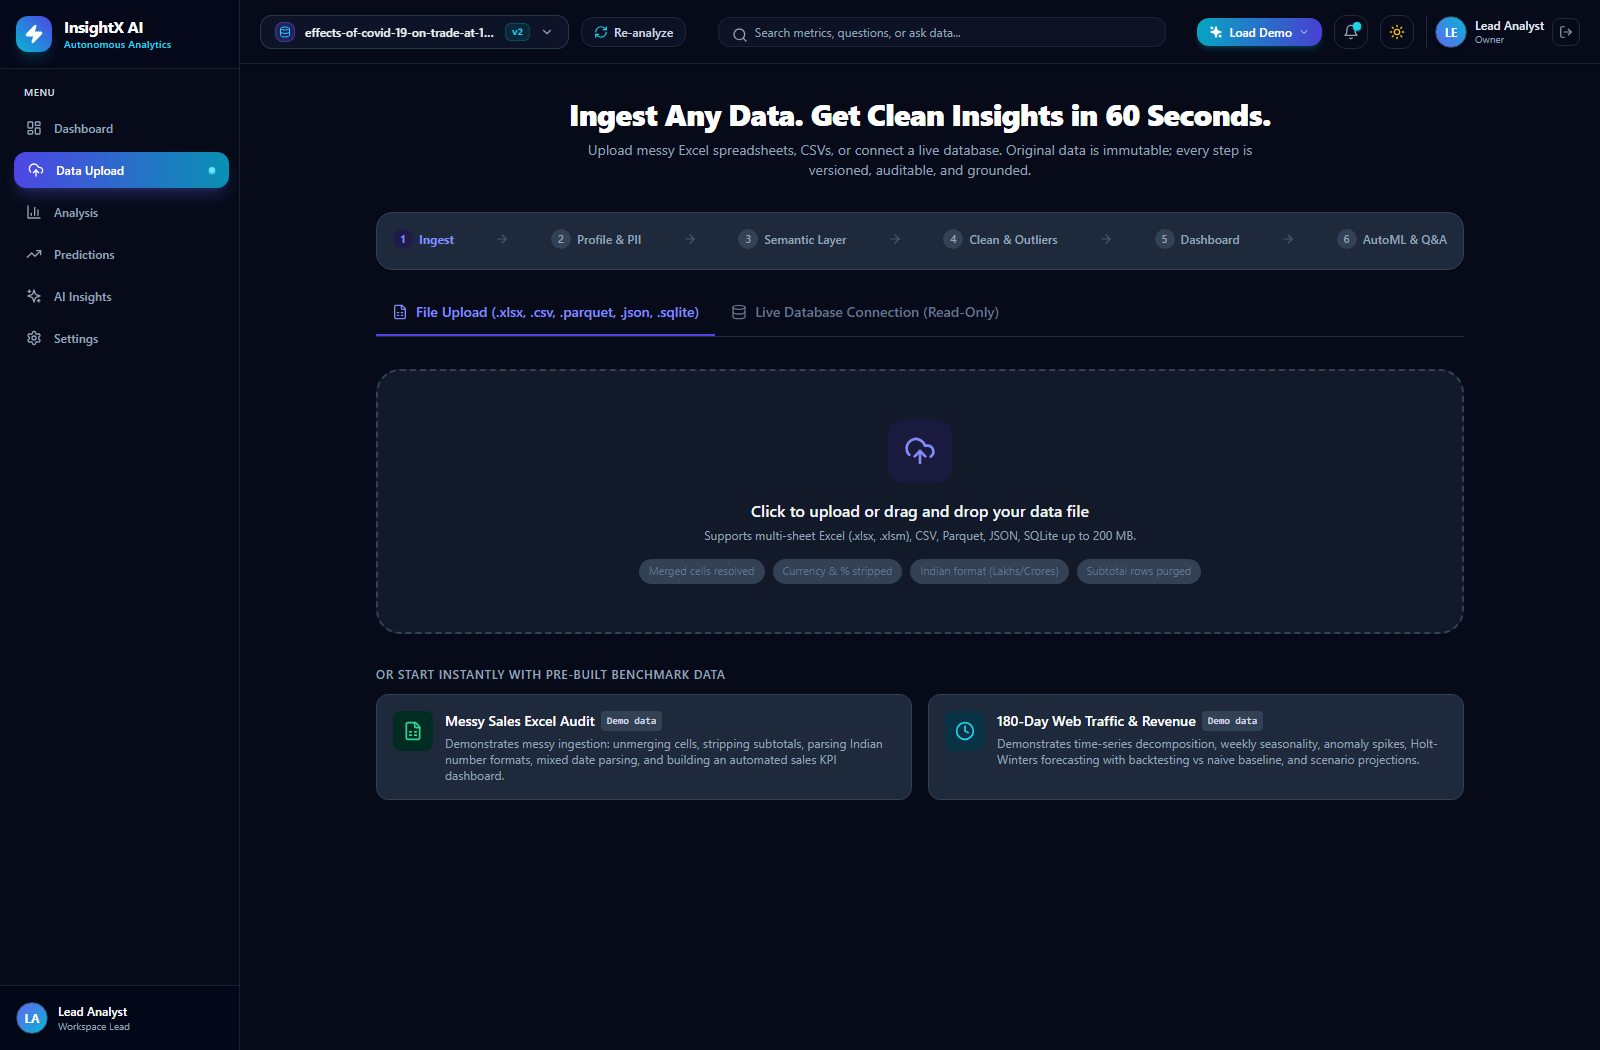 InsightX AI
Autonomous Analytics
effects-of-covid-19-on-trade-at-1...
v2
Re-analyze
Search metrics, questions, or ask data...
Load Demo
LE
Lead Analyst
Owner
MENU
Dashboard
Data Upload
Analysis
Predictions
AI Insights
Settings
Ingest Any Data. Get Clean Insights in 60 Seconds.
Upload messy Excel spreadsheets, CSVs, or connect a live database. Original data is immutable; every step is
versioned, auditable, and grounded.
1 Ingest
2 Profile & PII
3 Semantic Layer
4 Clean & Outliers
5 Dashboard
6 AutoML & Q&A
File Upload (.xlsx, .csv, .parquet, .json, .sqlite)
Live Database Connection (Read-Only)
Click to upload or drag and drop your data file
Supports multi-sheet Excel (.xlsx, .xlsm), CSV, Parquet, JSON, SQLite up to 200 MB.
Merged cells resolved
Currency & % stripped
Indian format (Lakhs/Crores)
Subtotal rows purged
OR START INSTANTLY WITH PRE-BUILT BENCHMARK DATA
Messy Sales Excel Audit
Demo data
Demonstrates messy ingestion: unmerging cells, stripping subtotals, parsing Indian
number formats, mixed date parsing, and building an automated sales KPI
dashboard.
180-Day Web Traffic & Revenue
Demo data
Demonstrates time-series decomposition, weekly seasonality, anomaly spikes, Holt-
Winters forecasting with backtesting vs naive baseline, and scenario projections.
LA
Lead Analyst
Workspace Lead